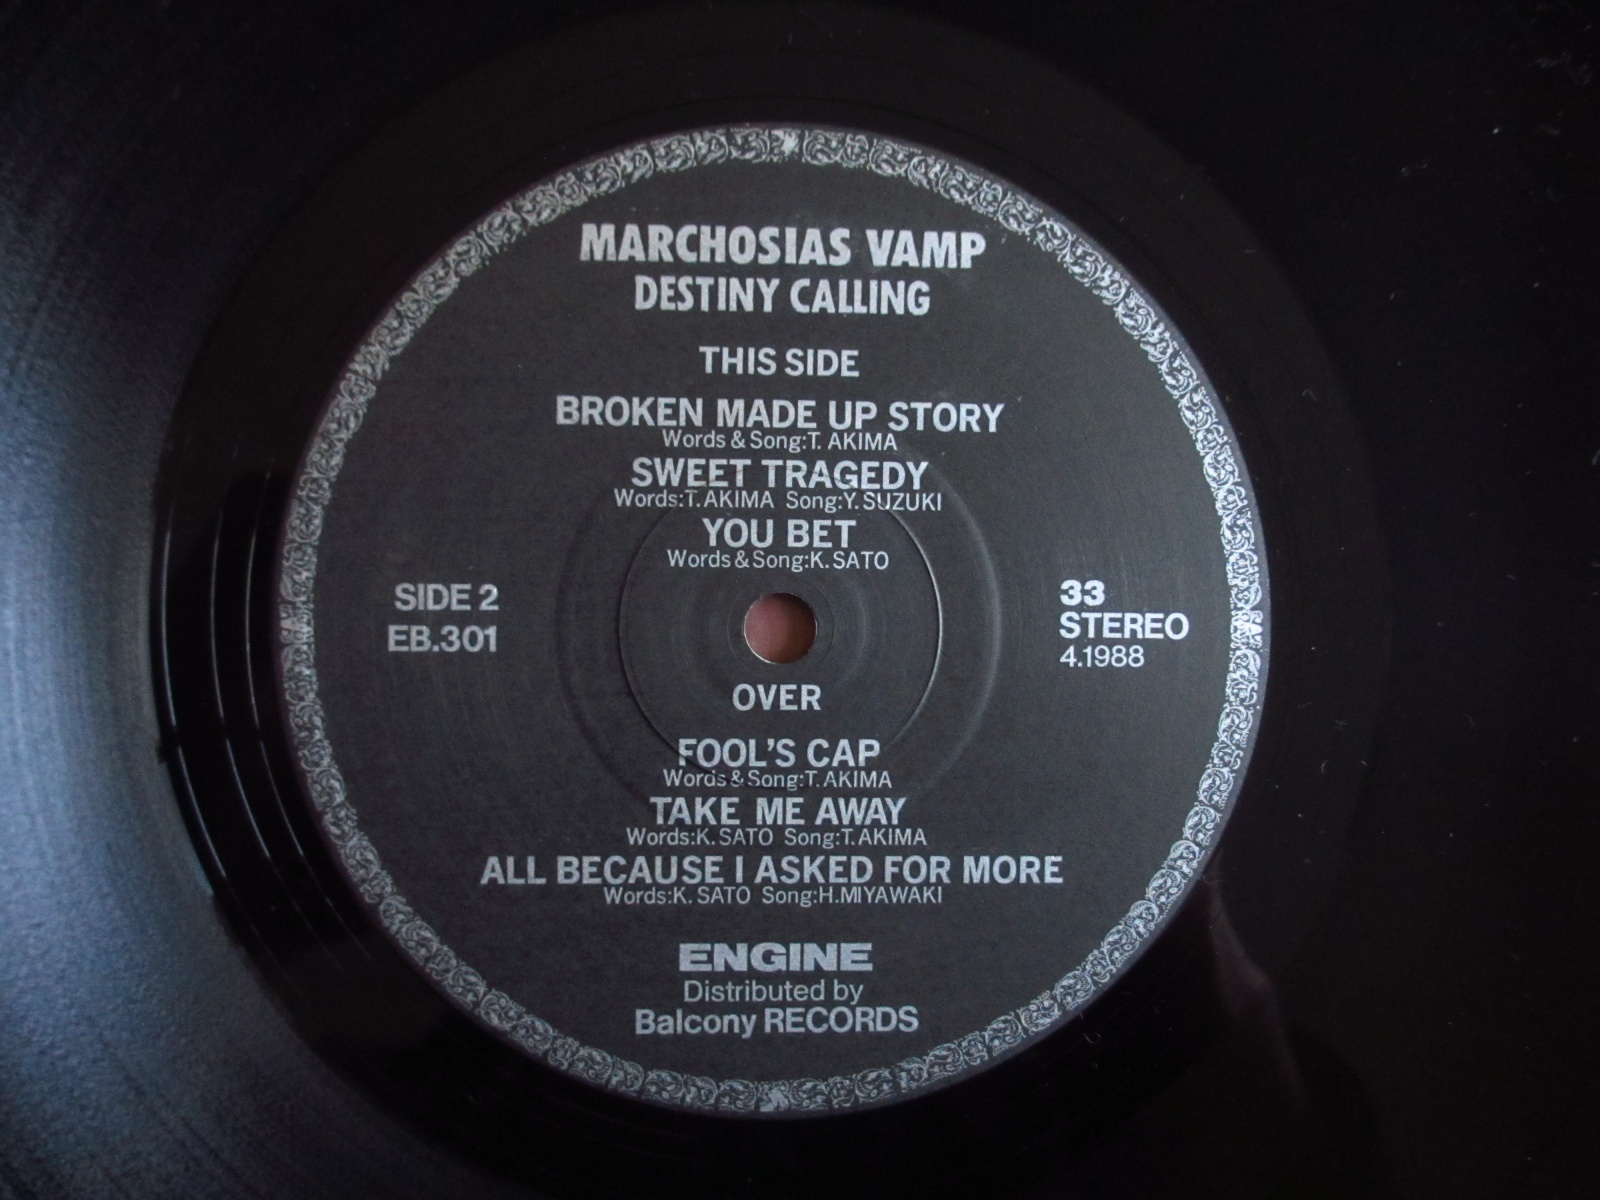 MARCHOSIAS VAMP
DESTINY CALLING
THIS SIDE
BROKEN MADE UP STORY
Words & Song:T. AKIMA
SWEET TRAGEDY
Words:T. AKIMA Song:Y. SUZUKI
YOU BET
Words & Song:K. SATO
SIDE 2
EB.301
33
STEREO
4.1988
OVER
FOOL'S CAP
Words & Song:T. AKIMA
TAKE ME AWAY
Words:K. SATO Song:T. AKIMA
ALL BECAUSE I ASKED FOR MORE
Words:K. SATO Song:H.MIYAWAKI
ENGINE
Distributed by
Balcony RECORDS